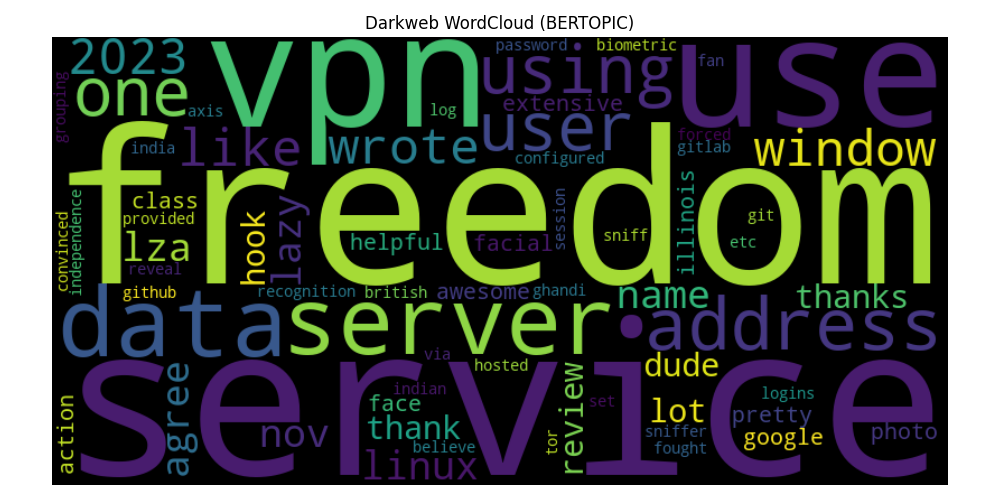 Darkweb WordCloud (BERTOPIC)
2023 vpn password biometric use
grouping one axis log using fan
extensive
india like wrote user forced window
configured gitlab
class lazy session sniff illinois git
freedom
convinced independence provided lza hook helpful facial etc
reveal
github recognition british awesome ghandi name thanks
data server address
via hosted dude
service
action agree nov indian face review set lot logins
thank pretty
believe tor sniffer google photo
linux fought